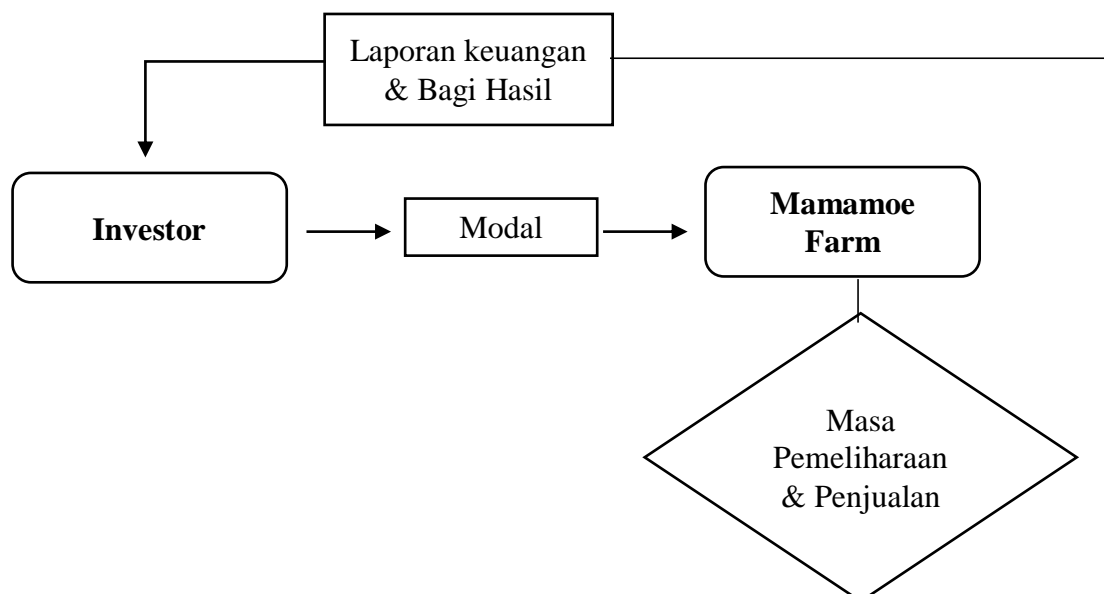 Laporan keuangan
& Bagi Hasil
Investor
Modal
Mamamoe
Farm
Masa
Pemeliharaan
& Penjualan